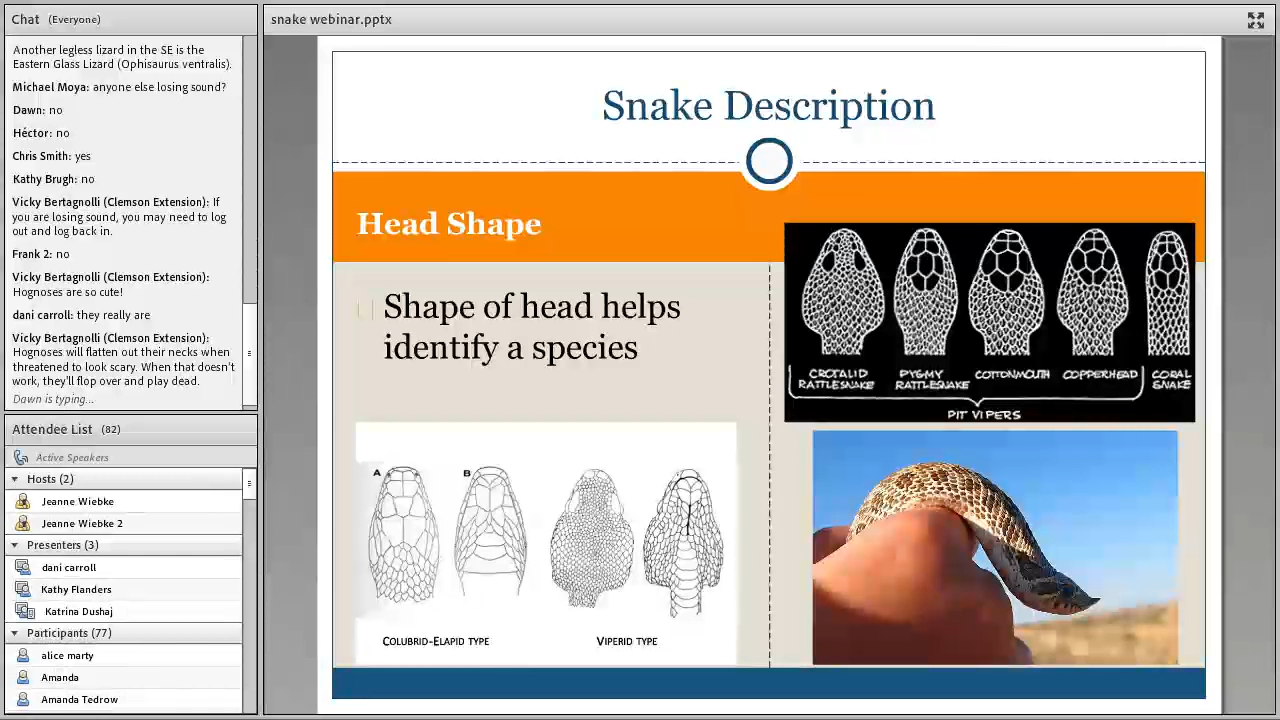 Chat (Everyone)
Another legless lizard in the SE is the
Eastern Glass Lizard (Ophisaurus ventralis).
Michael Moya: anyone else losing sound?
Dawn: no
Héctor: no
Chris Smith: yes
Kathy Brugh: no
Vicky Bertagnolli (Clemson Extension): If
you are losing sound, you may need to log
out and log back in.
Frank 2: no
Vicky Bertagnolli (Clemson Extension):
Hognoses are so cute!
dani carroll: they really are
Vicky Bertagnolli (Clemson Extension):
Hognoses will flatten out their necks when
threatened to look scary. When that doesn't
work, they'll flop over and play dead.
Dawn is typing...
Attendee List (82)
Active Speakers
Hosts (2)
Jeanne Wiebke
Jeanne Wiebke 2
Presenters (3)
dani carroll
Kathy Flanders
Katrina Dushaj
Participants (77)
alice marty
Amanda
Amanda Tedrow
snake webinar.pptx
Snake Description
Head Shape
Shape of head helps
identify a species
A B
COLUBRID-ELAPID TYPE VIPERID TYPE
CROTALID RATTLESNAKE
PYGMY RATTLESNAKE
COTTONMOUTH
COPPERHEAD
CORAL SNAKE
PIT VIPERS